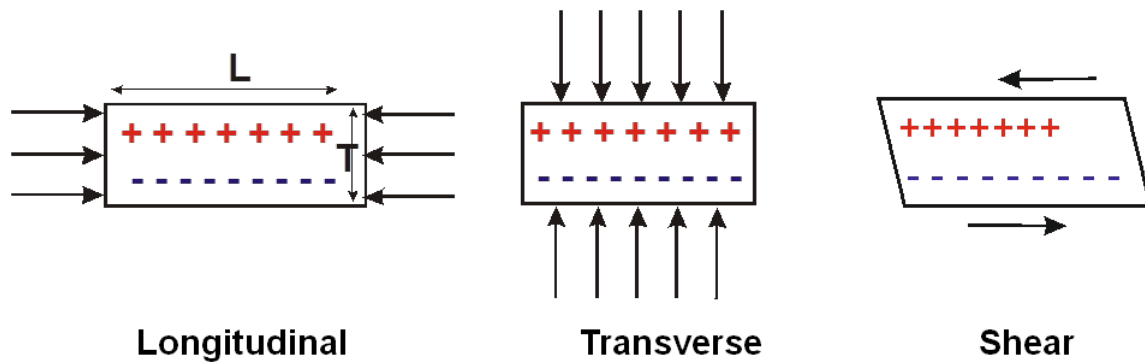 L
T
+ + + + + + +
- - - - - - - - -
+ + + + + + +
- - - - - - - - -
+++++++
- - - - - - - - -
Longitudinal
Transverse
Shear